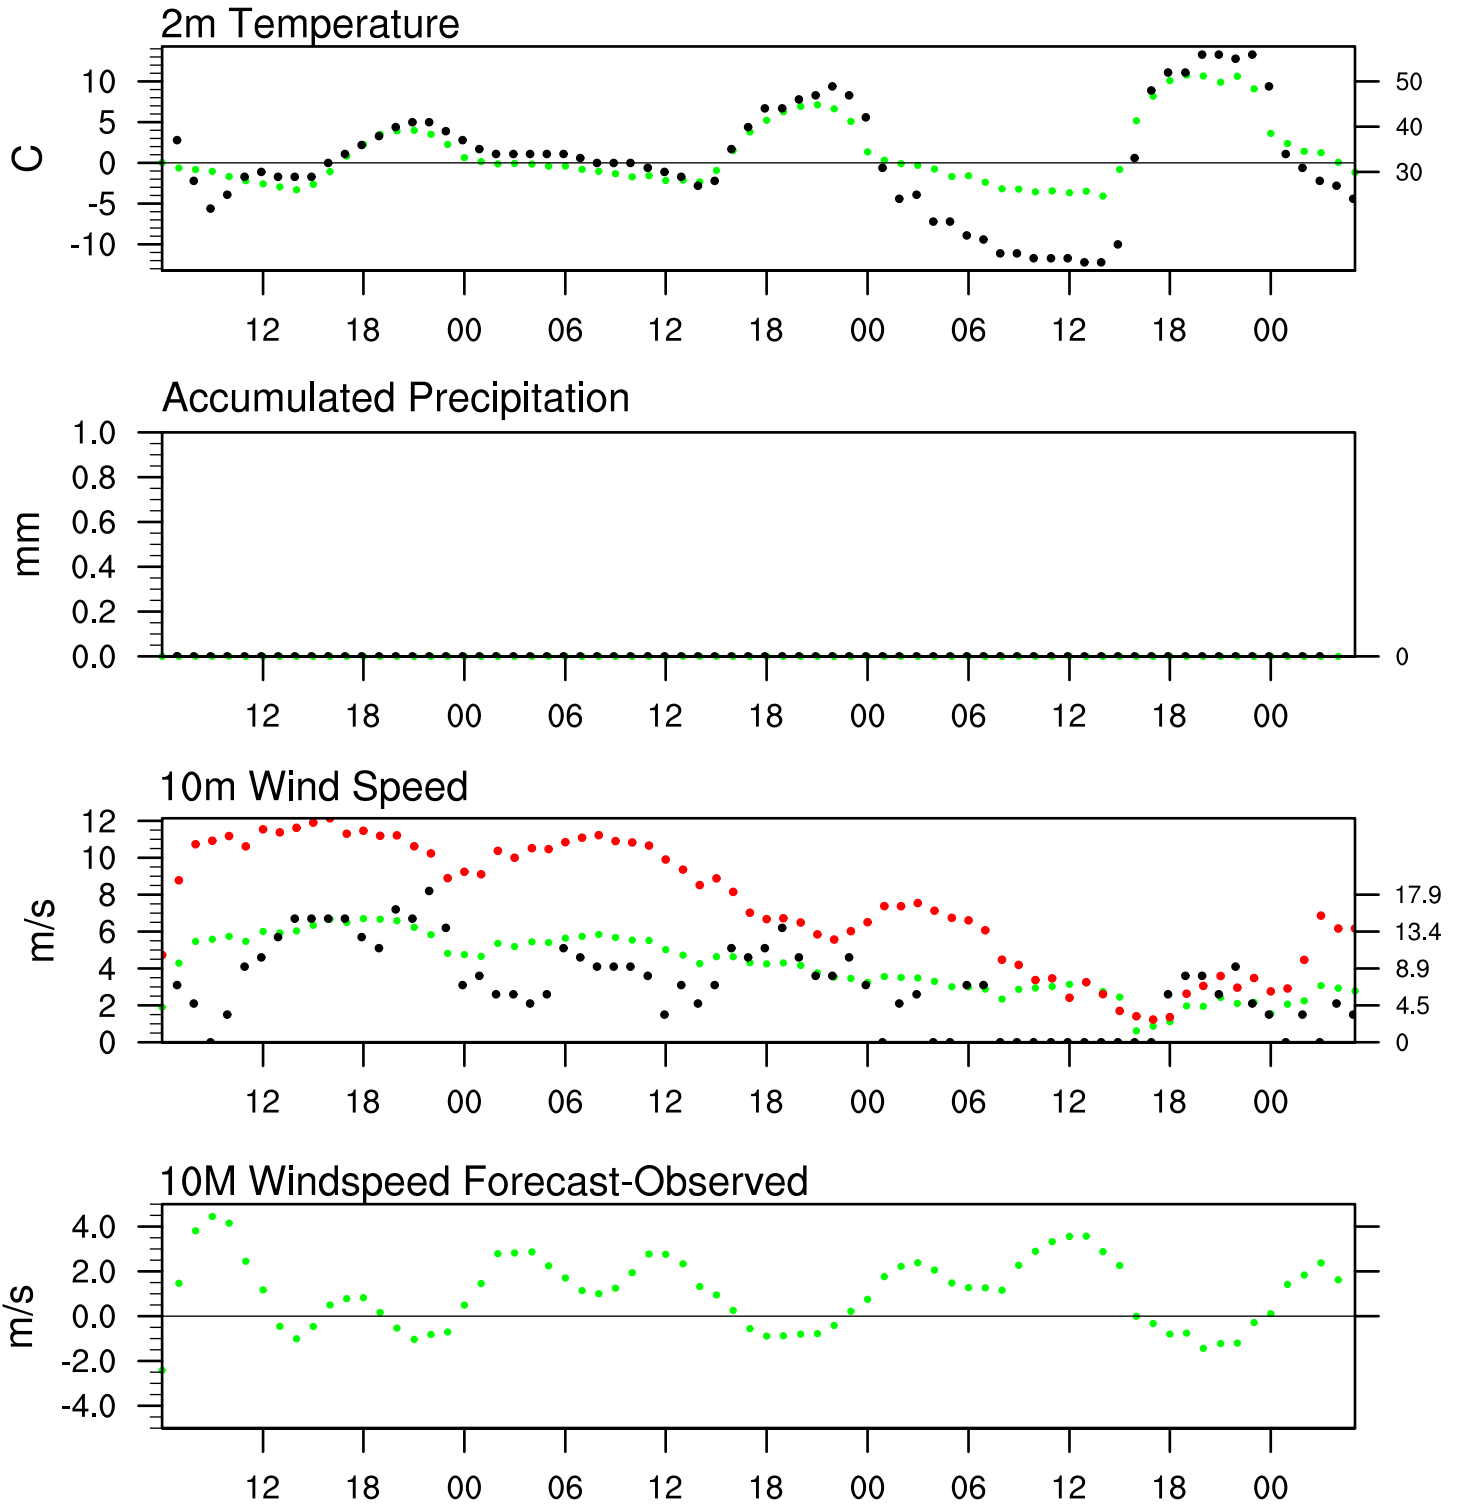 2m Temperature
10
5
0
-5
-10
C
50
40
30
12 18 00 06 12 18 00 06 12 18 00
Accumulated Precipitation
1.0
0.8
0.6
0.4
0.2
0.0
mm
0
12 18 00 06 12 18 00 06 12 18 00
10m Wind Speed
12
10
8
6
4
2
0
m/s
17.9
13.4
8.9
4.5
0
12 18 00 06 12 18 00 06 12 18 00
10M Windspeed Forecast-Observed
4.0
2.0
0.0
-2.0
-4.0
m/s
12 18 00 06 12 18 00 06 12 18 00